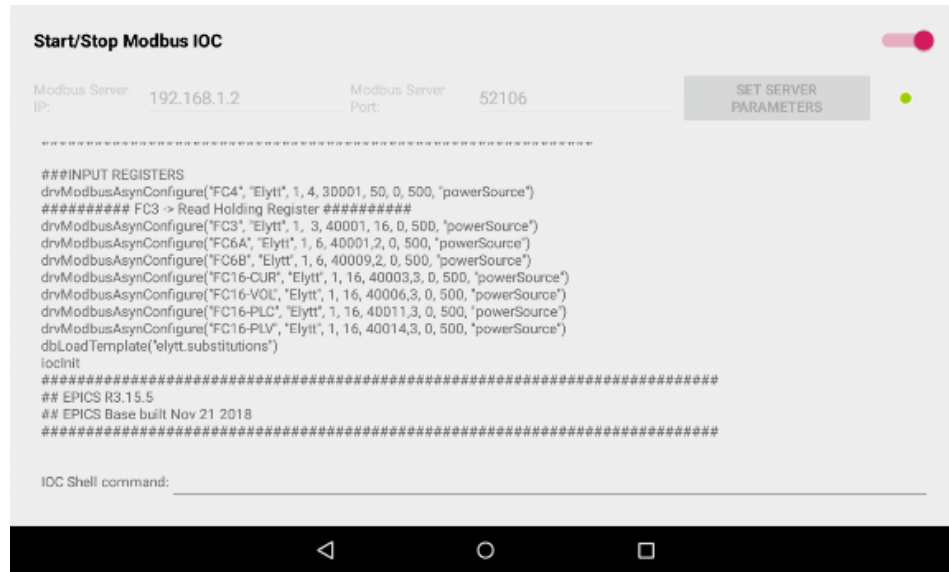 Start/Stop Modbus IOC
Modbus Server IP: 192.168.1.2 Modbus Server Port: 52106 SET SERVER PARAMETERS
######################################################################
###INPUT REGISTERS
drvModbusAsynConfigure("FC4", "Elytt", 1, 4, 30001, 50, 0, 500, "powerSource")
########## FC3 -> Read Holding Register ##########
drvModbusAsynConfigure("FC3", "Elytt", 1,  3, 40001, 16, 0, 500, "powerSource")
drvModbusAsynConfigure("FC6A", "Elytt", 1, 6, 40001,2, 0, 500, "powerSource")
drvModbusAsynConfigure("FC6B", "Elytt", 1, 6, 40009,2, 0, 500, "powerSource")
drvModbusAsynConfigure("FC16-CUR", "Elytt", 1, 16, 40003,3, 0, 500, "powerSource")
drvModbusAsynConfigure("FC16-VOL", "Elytt", 1, 16, 40006,3, 0, 500, "powerSource")
drvModbusAsynConfigure("FC16-PLC", "Elytt", 1, 16, 40011,3, 0, 500, "powerSource")
drvModbusAsynConfigure("FC16-PLV", "Elytt", 1, 16, 40014,3, 0, 500, "powerSource")
dbLoadTemplate("elytt.substitutions")
iocInit
############################################################################
## EPICS R3.15.5
## EPICS Base built Nov 21 2018
############################################################################
IOC Shell command: